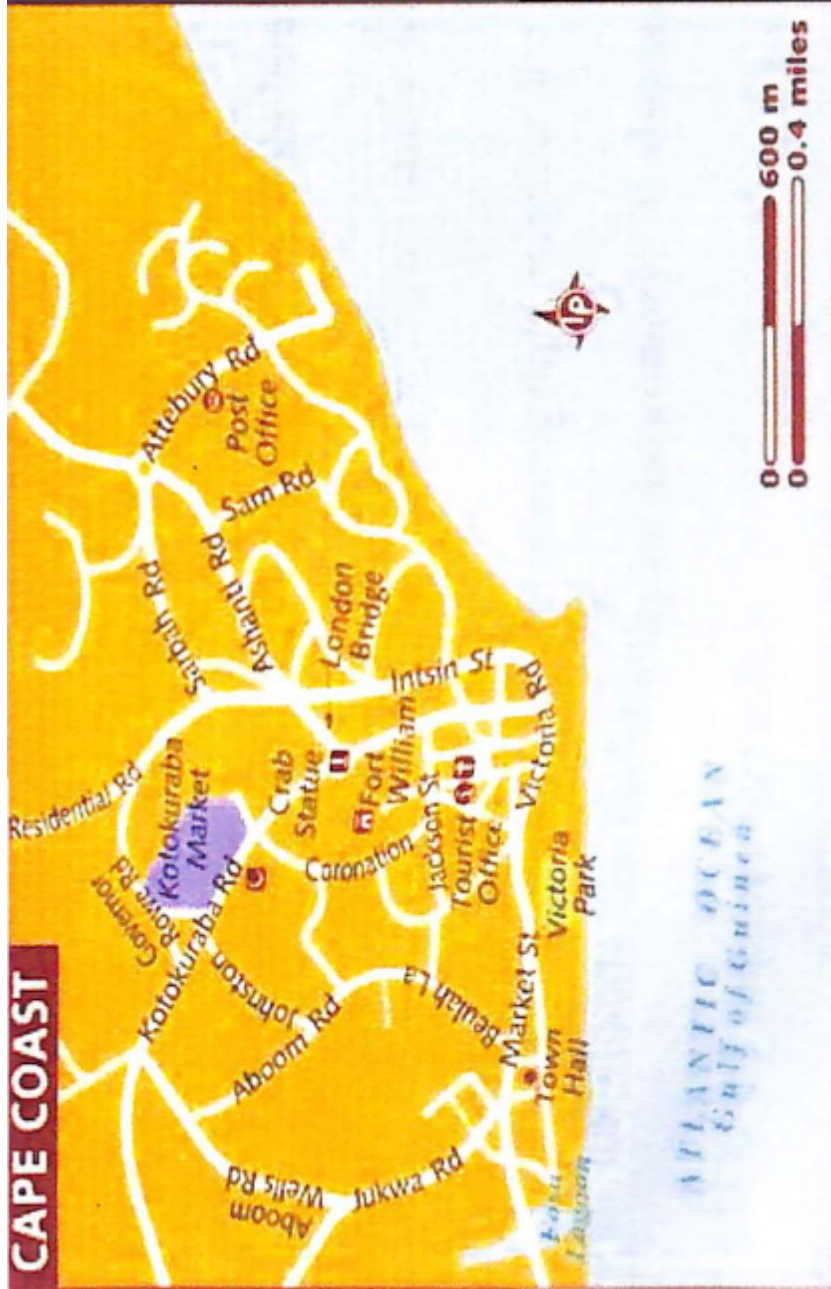 CAPE COAST
Residential Rd
Governor
Rowe Rd
Kotokuraba
Market
Kotokuraba Rd
Johnston
Aboom Rd
Aboom
Wells Rd
Jukwa Rd
Beulah La
Market St
Town
Hall
Fosu
Lagoon
Victoria
Park
Victoria Rd
Coronation
Jackson St
Tourist
Office
Fort
William
Crab
Statue
London
Bridge
Intsin St
Sarbah Rd
Ashanti Rd
Sam Rd
Attebury Rd
Post
Office
LP
ATLANTIC OCEAN
Gulf of Guinea
0 600 m
0 0.4 miles